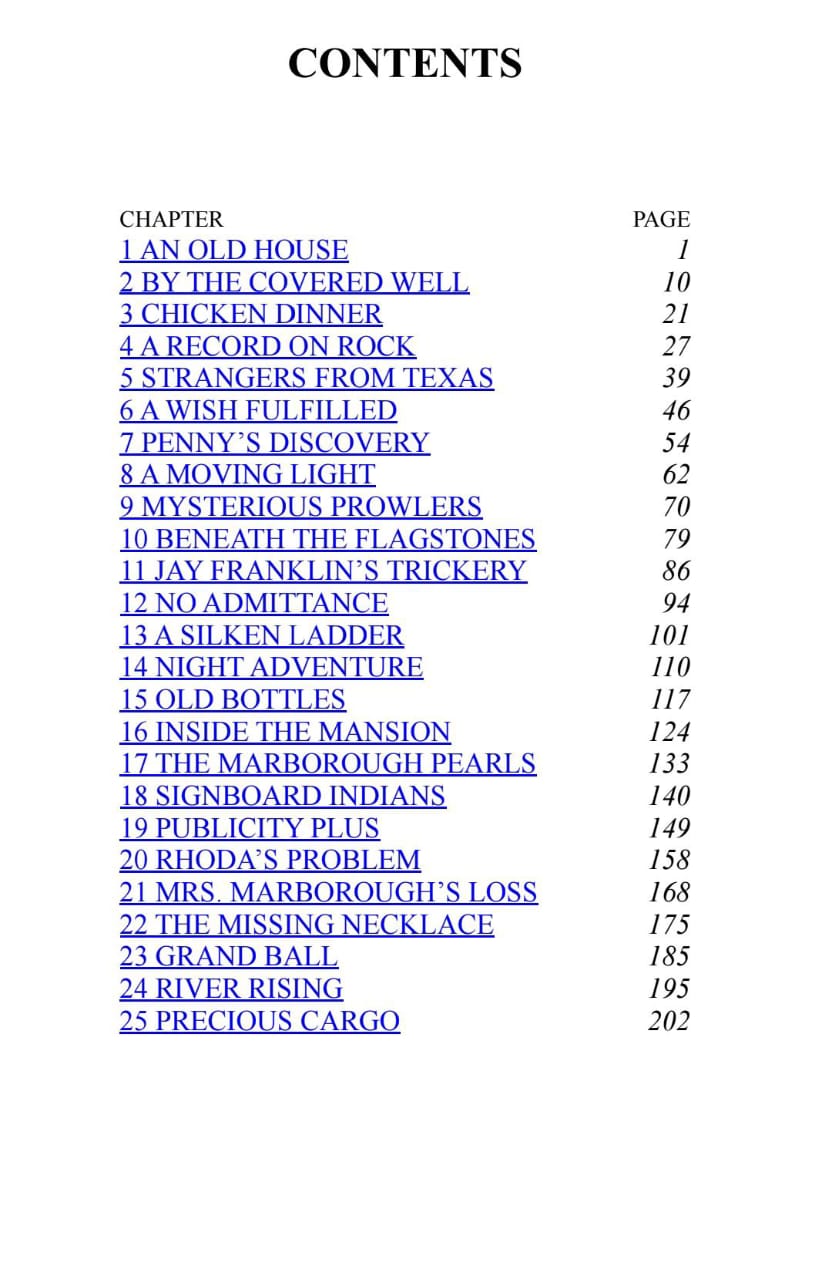 CONTENTS
CHAPTER PAGE
1 AN OLD HOUSE 1
2 BY THE COVERED WELL 10
3 CHICKEN DINNER 21
4 A RECORD ON ROCK 27
5 STRANGERS FROM TEXAS 39
6 A WISH FULFILLED 46
7 PENNY’S DISCOVERY 54
8 A MOVING LIGHT 62
9 MYSTERIOUS PROWLERS 70
10 BENEATH THE FLAGSTONES 79
11 JAY FRANKLIN’S TRICKERY 86
12 NO ADMITTANCE 94
13 A SILKEN LADDER 101
14 NIGHT ADVENTURE 110
15 OLD BOTTLES 117
16 INSIDE THE MANSION 124
17 THE MARBOROUGH PEARLS 133
18 SIGNBOARD INDIANS 140
19 PUBLICITY PLUS 149
20 RHODA’S PROBLEM 158
21 MRS. MARBOROUGH’S LOSS 168
22 THE MISSING NECKLACE 175
23 GRAND BALL 185
24 RIVER RISING 195
25 PRECIOUS CARGO 202